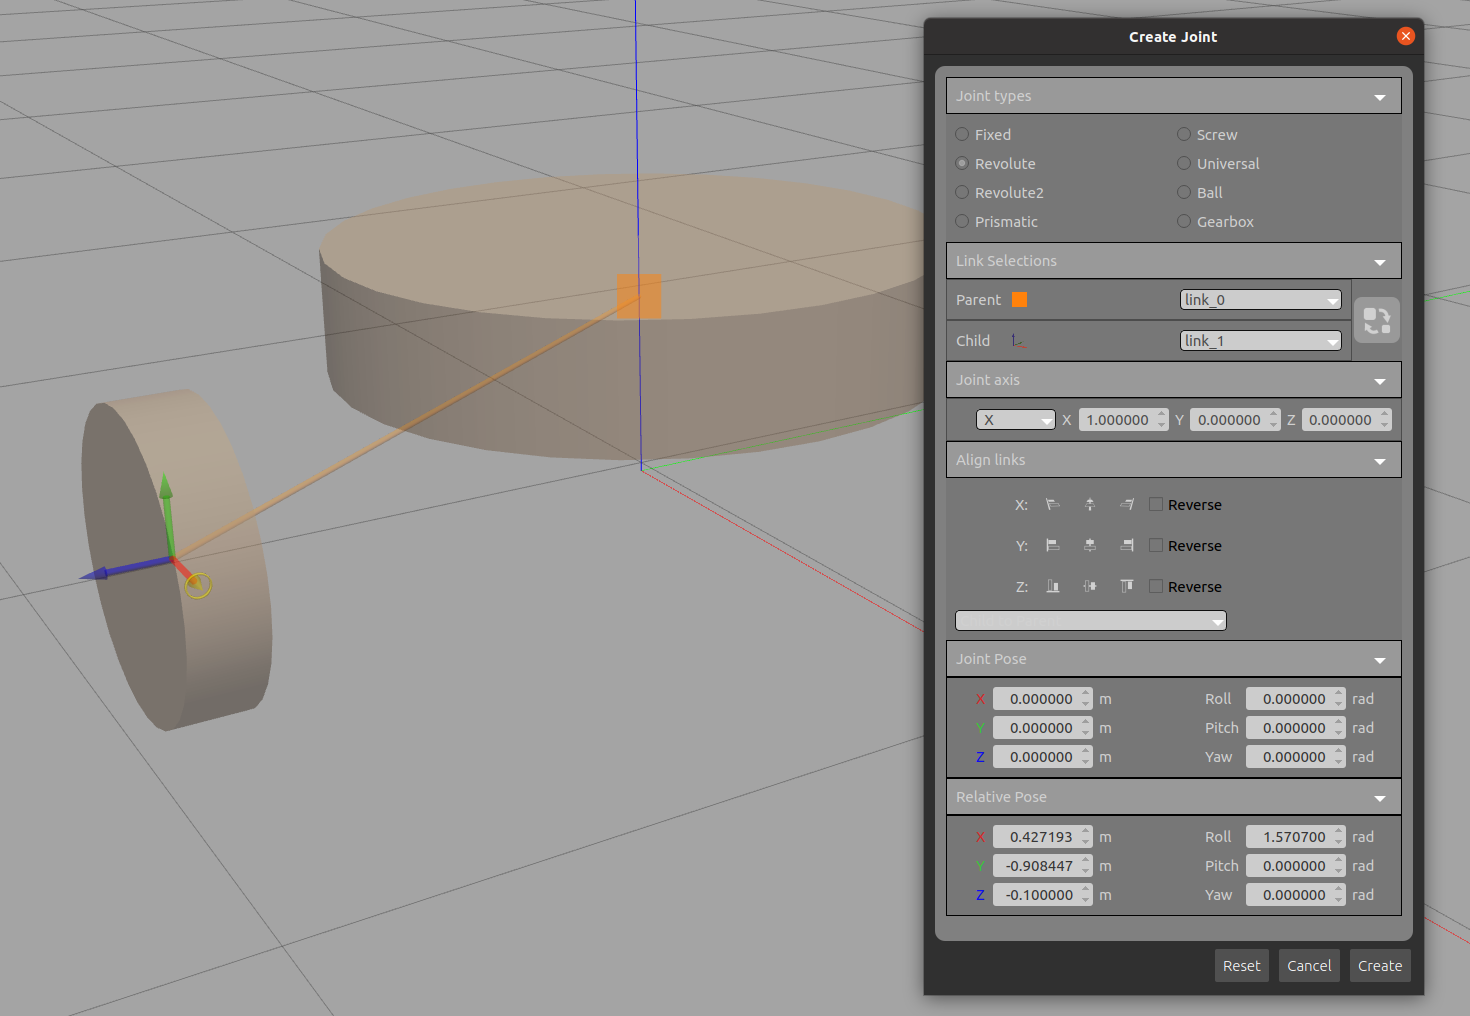 Create Joint
Joint types
Fixed Screw
Revolute Universal
Revolute2 Ball
Prismatic Gearbox
Link Selections
Parent link_0
Child link_1
Joint axis
X X 1.000000 Y 0.000000 Z 0.000000
Align links
X: Reverse
Y: Reverse
Z: Reverse
Joint Pose
X 0.000000 m Roll 0.000000 rad
Y 0.000000 m Pitch 0.000000 rad
Z 0.000000 m Yaw 0.000000 rad
Relative Pose
X 0.427193 m Roll 1.570700 rad
Y -0.908447 m Pitch 0.000000 rad
Z -0.100000 m Yaw 0.000000 rad
Reset Cancel Create